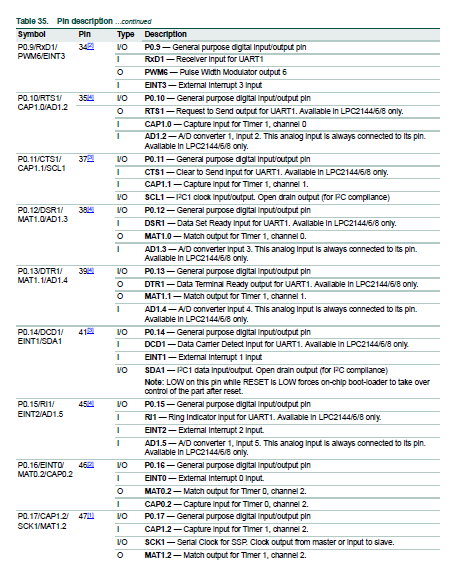 Table 35. Pin description ...continued
Symbol Pin Type Description
P0.9/RxD1/ 34[2] I/O P0.9 — General purpose digital input/output pin
PWM6/EINT3 I RxD1 — Receiver input for UART1
O PWM6 — Pulse Width Modulator output 6
I EINT3 — External interrupt 3 input
P0.10/RTS1/ 35[4] I/O P0.10 — General purpose digital input/output pin
CAP1.0/AD1.2 O RTS1 — Request to Send output for UART1. Available in LPC2144/6/8 only.
I CAP1.0 — Capture input for Timer 1, channel 0
I AD1.2 — A/D converter 1, input 2. This analog input is always connected to its pin.
Available in LPC2144/6/8 only.
P0.11/CTS1/ 37[3] I/O P0.11 — General purpose digital input/output pin
CAP1.1/SCL1 I CTS1 — Clear to Send input for UART1. Available in LPC2144/6/8 only.
I CAP1.1 — Capture input for Timer 1, channel 1.
I/O SCL1 — I²C1 clock input/output. Open drain output (for I²C compliance)
P0.12/DSR1/ 38[4] I/O P0.12 — General purpose digital input/output pin
MAT1.0/AD1.3 I DSR1 — Data Set Ready input for UART1. Available in LPC2144/6/8 only.
O MAT1.0 — Match output for Timer 1, channel 0.
I AD1.3 — A/D converter input 3. This analog input is always connected to its pin.
Available in LPC2144/6/8 only.
P0.13/DTR1/ 39[4] I/O P0.13 — General purpose digital input/output pin
MAT1.1/AD1.4 O DTR1 — Data Terminal Ready output for UART1. Available in LPC2144/6/8 only.
O MAT1.1 — Match output for Timer 1, channel 1.
I AD1.4 — A/D converter input 4. This analog input is always connected to its pin.
Available in LPC2144/6/8 only.
P0.14/DCD1/ 41[3] I/O P0.14 — General purpose digital input/output pin
EINT1/SDA1 I DCD1 — Data Carrier Detect input for UART1. Available in LPC2144/6/8 only.
I EINT1 — External interrupt 1 input
I/O SDA1 — I²C1 data input/output. Open drain output (for I²C compliance)
Note: LOW on this pin while RESET is LOW forces on-chip boot-loader to take over
control of the part after reset.
P0.15/RI1/ 45[4] I/O P0.15 — General purpose digital input/output pin
EINT2/AD1.5 I RI1 — Ring Indicator input for UART1. Available in LPC2144/6/8 only.
I EINT2 — External interrupt 2 input.
I AD1.5 — A/D converter 1, input 5. This analog input is always connected to its pin.
Available in LPC2144/6/8 only.
P0.16/EINT0/ 46[2] I/O P0.16 — General purpose digital input/output pin
MAT0.2/CAP0.2 I EINT0 — External interrupt 0 input.
O MAT0.2 — Match output for Timer 0, channel 2.
I CAP0.2 — Capture input for Timer 0, channel 2.
P0.17/CAP1.2/ 47[1] I/O P0.17 — General purpose digital input/output pin
SCK1/MAT1.2 I CAP1.2 — Capture input for Timer 1, channel 2.
I/O SCK1 — Serial Clock for SSP. Clock output from master or input to slave.
O MAT1.2 — Match output for Timer 1, channel 2.